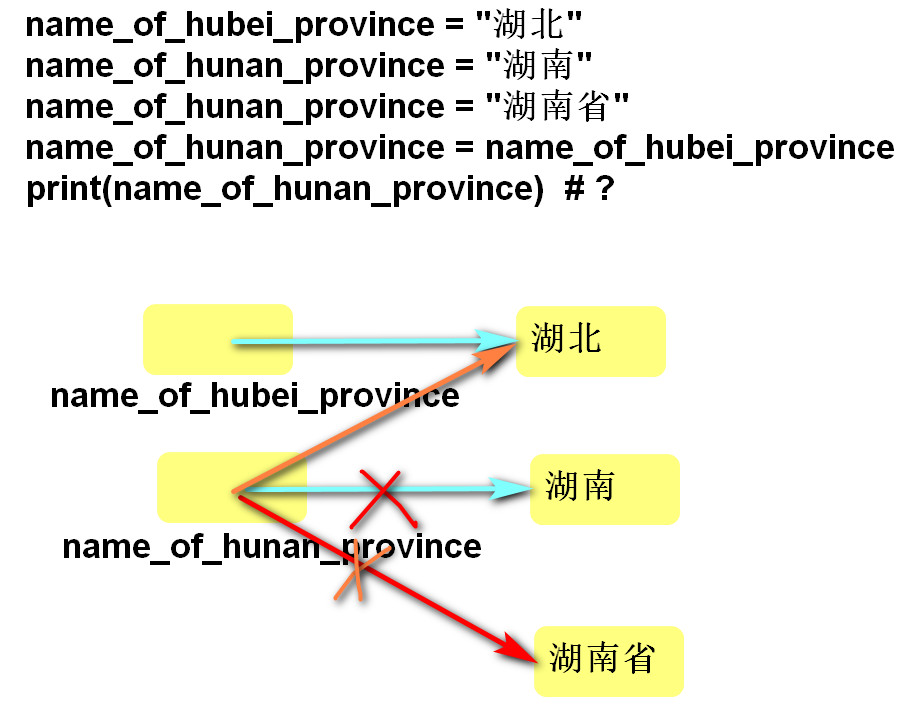 name_of_hubei_province = "湖北"
name_of_hunan_province = "湖南"
name_of_hunan_province = "湖南省"
name_of_hunan_province = name_of_hubei_province
print(name_of_hunan_province)  # ?
湖北
name_of_hubei_province
湖南
name_of_hunan_province
湖南省